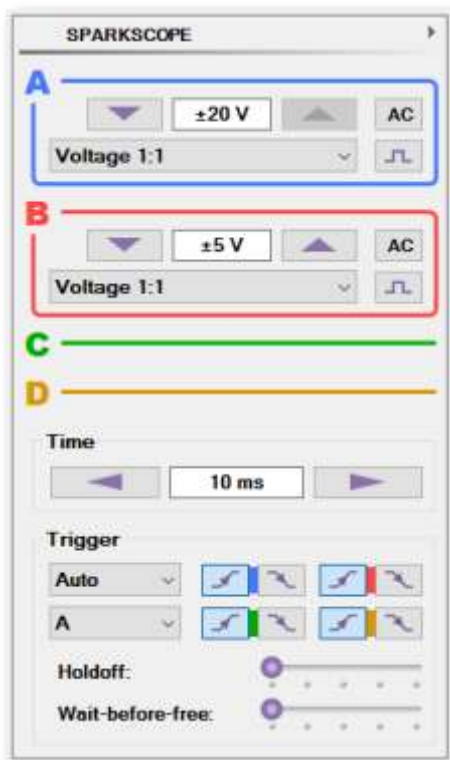 SPARKSCOPE
A
±20 V AC
Voltage 1:1
B
±5 V AC
Voltage 1:1
C
D
Time
10 ms
Trigger
Auto
A
Holdoff:
Wait-before-free: